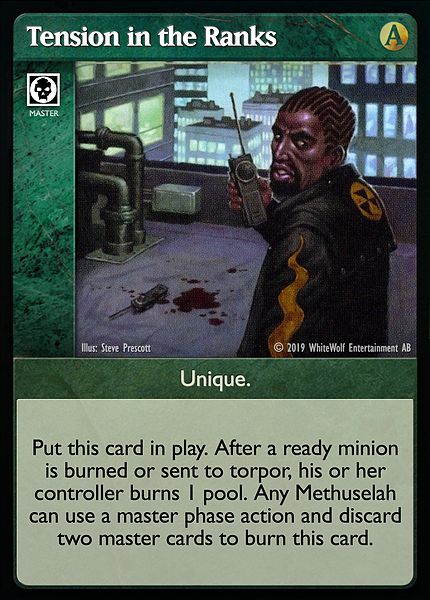 Tension in the Ranks
A
MASTER
Illus: Steve Prescott
© 2019 WhiteWolf Entertainment AB
Unique.
Put this card in play. After a ready minion
is burned or sent to torpor, his or her
controller burns 1 pool. Any Methuselah
can use a master phase action and discard
two master cards to burn this card.